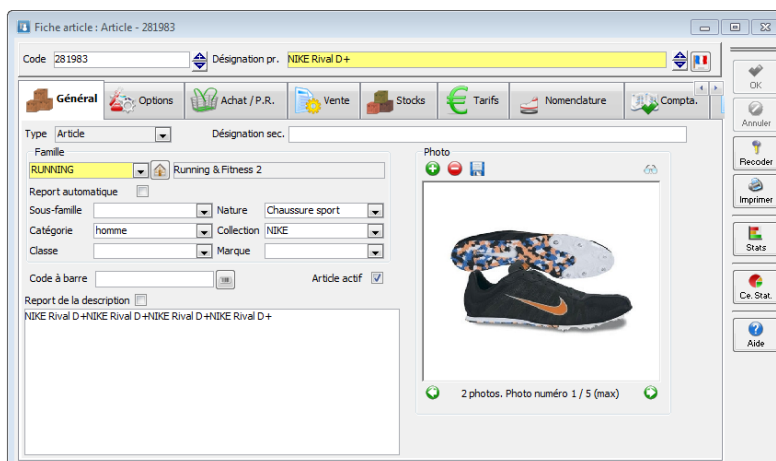 Fiche article : Article - 281983
Code 281983 Désignation pr. NIKE Rival D+
Général Options Achat / P.R. Vente Stocks Tarifs Nomenclature Compta.
OK
Annuler
Recoder
Imprimer
Stats
Ce. Stat.
Aide
Type Article Désignation sec.
Famille
RUNNING Running & Fitness 2
Report automatique
Sous-famille Nature Chaussure sport
Catégorie homme Collection NIKE
Classe Marque
Code à barre Article actif
Report de la description
NIKE Rival D+NIKE Rival D+NIKE Rival D+NIKE Rival D+
Photo
2 photos. Photo numéro 1 / 5 (max)